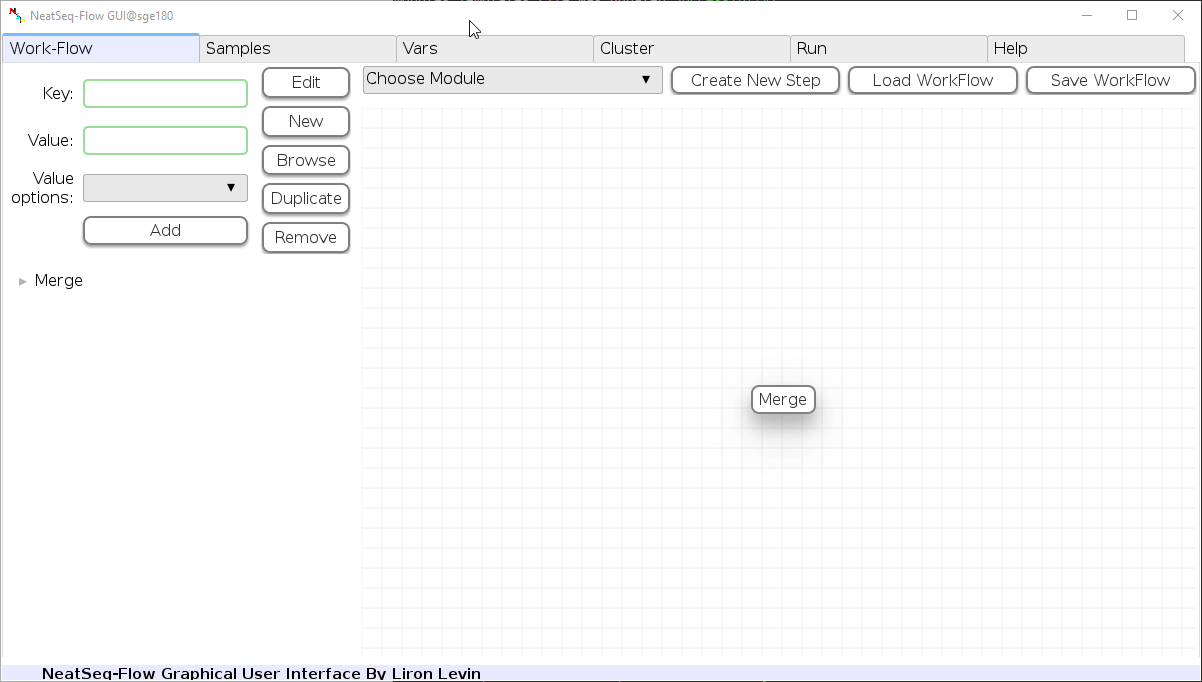 NeatSeq-Flow GUI@sge180
Work-Flow
Samples
Vars
Cluster
Run
Help
Key:
Value:
Value
options:
Add
Edit
New
Browse
Duplicate
Remove
Choose Module
Create New Step
Load WorkFlow
Save WorkFlow
Merge
Merge
NeatSeq-Flow Graphical User Interface By Liron Levin